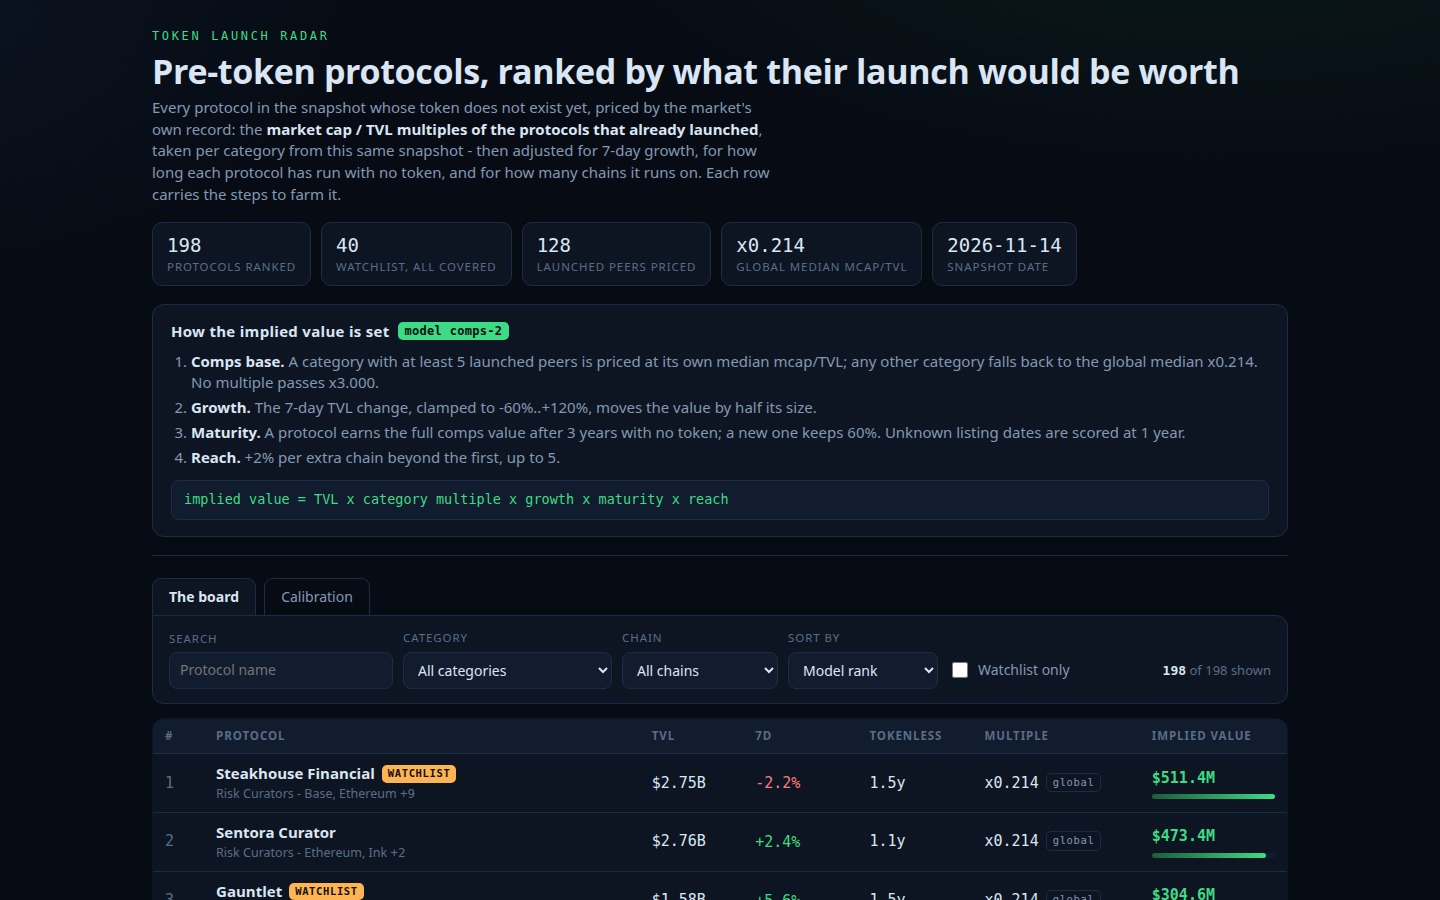 TOKEN LAUNCH RADAR
Pre-token protocols, ranked by what their launch would be worth
Every protocol in the snapshot whose token does not exist yet, priced by the market's
own record: the market cap / TVL multiples of the protocols that already launched,
taken per category from this same snapshot - then adjusted for 7-day growth, for how
long each protocol has run with no token, and for how many chains it runs on. Each row
carries the steps to farm it.
198
PROTOCOLS RANKED
40
WATCHLIST, ALL COVERED
128
LAUNCHED PEERS PRICED
x0.214
GLOBAL MEDIAN MCAP/TVL
2026-11-14
SNAPSHOT DATE
How the implied value is set model comps-2
1. Comps base. A category with at least 5 launched peers is priced at its own median mcap/TVL; any other category falls back to the global median x0.214.
No multiple passes x3.000.
2. Growth. The 7-day TVL change, clamped to -60%..+120%, moves the value by half its size.
3. Maturity. A protocol earns the full comps value after 3 years with no token; a new one keeps 60%. Unknown listing dates are scored at 1 year.
4. Reach. +2% per extra chain beyond the first, up to 5.
implied value = TVL x category multiple x growth x maturity x reach
The board Calibration
SEARCH CATEGORY CHAIN SORT BY
Protocol name All categories All chains Model rank Watchlist only 198 of 198 shown
# PROTOCOL TVL 7D TOKENLESS MULTIPLE IMPLIED VALUE
1 Steakhouse Financial WATCHLIST $2.75B -2.2% 1.5y x0.214 global $511.4M
Risk Curators - Base, Ethereum +9
2 Sentora Curator $2.76B +2.4% 1.1y x0.214 global $473.4M
Risk Curators - Ethereum, Ink +2
3 Gauntlet WATCHLIST $1.58B +5.6% 1.5y x0.214 global $304.6M